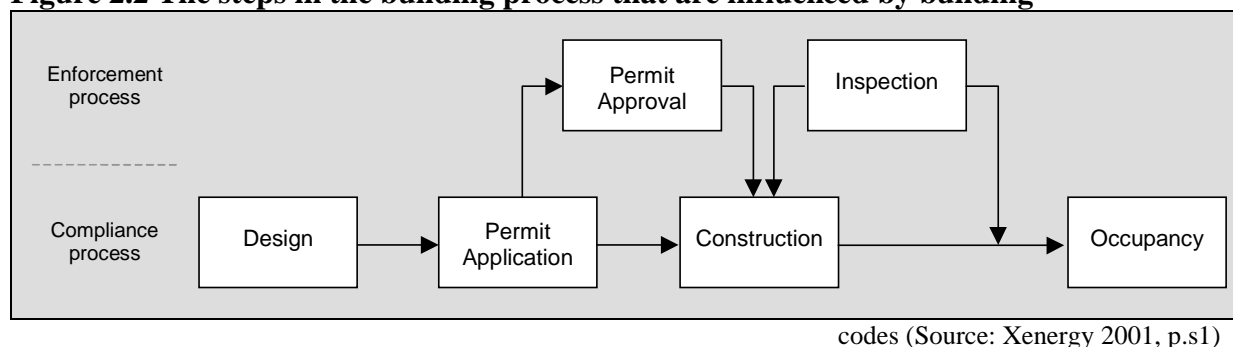 Figure 2.2 The steps in the building process that are influenced by building
Enforcement
process
Permit
Approval
Inspection
Compliance
process
Design
Permit
Application
Construction
Occupancy
codes (Source: Xenergy 2001, p.s1)